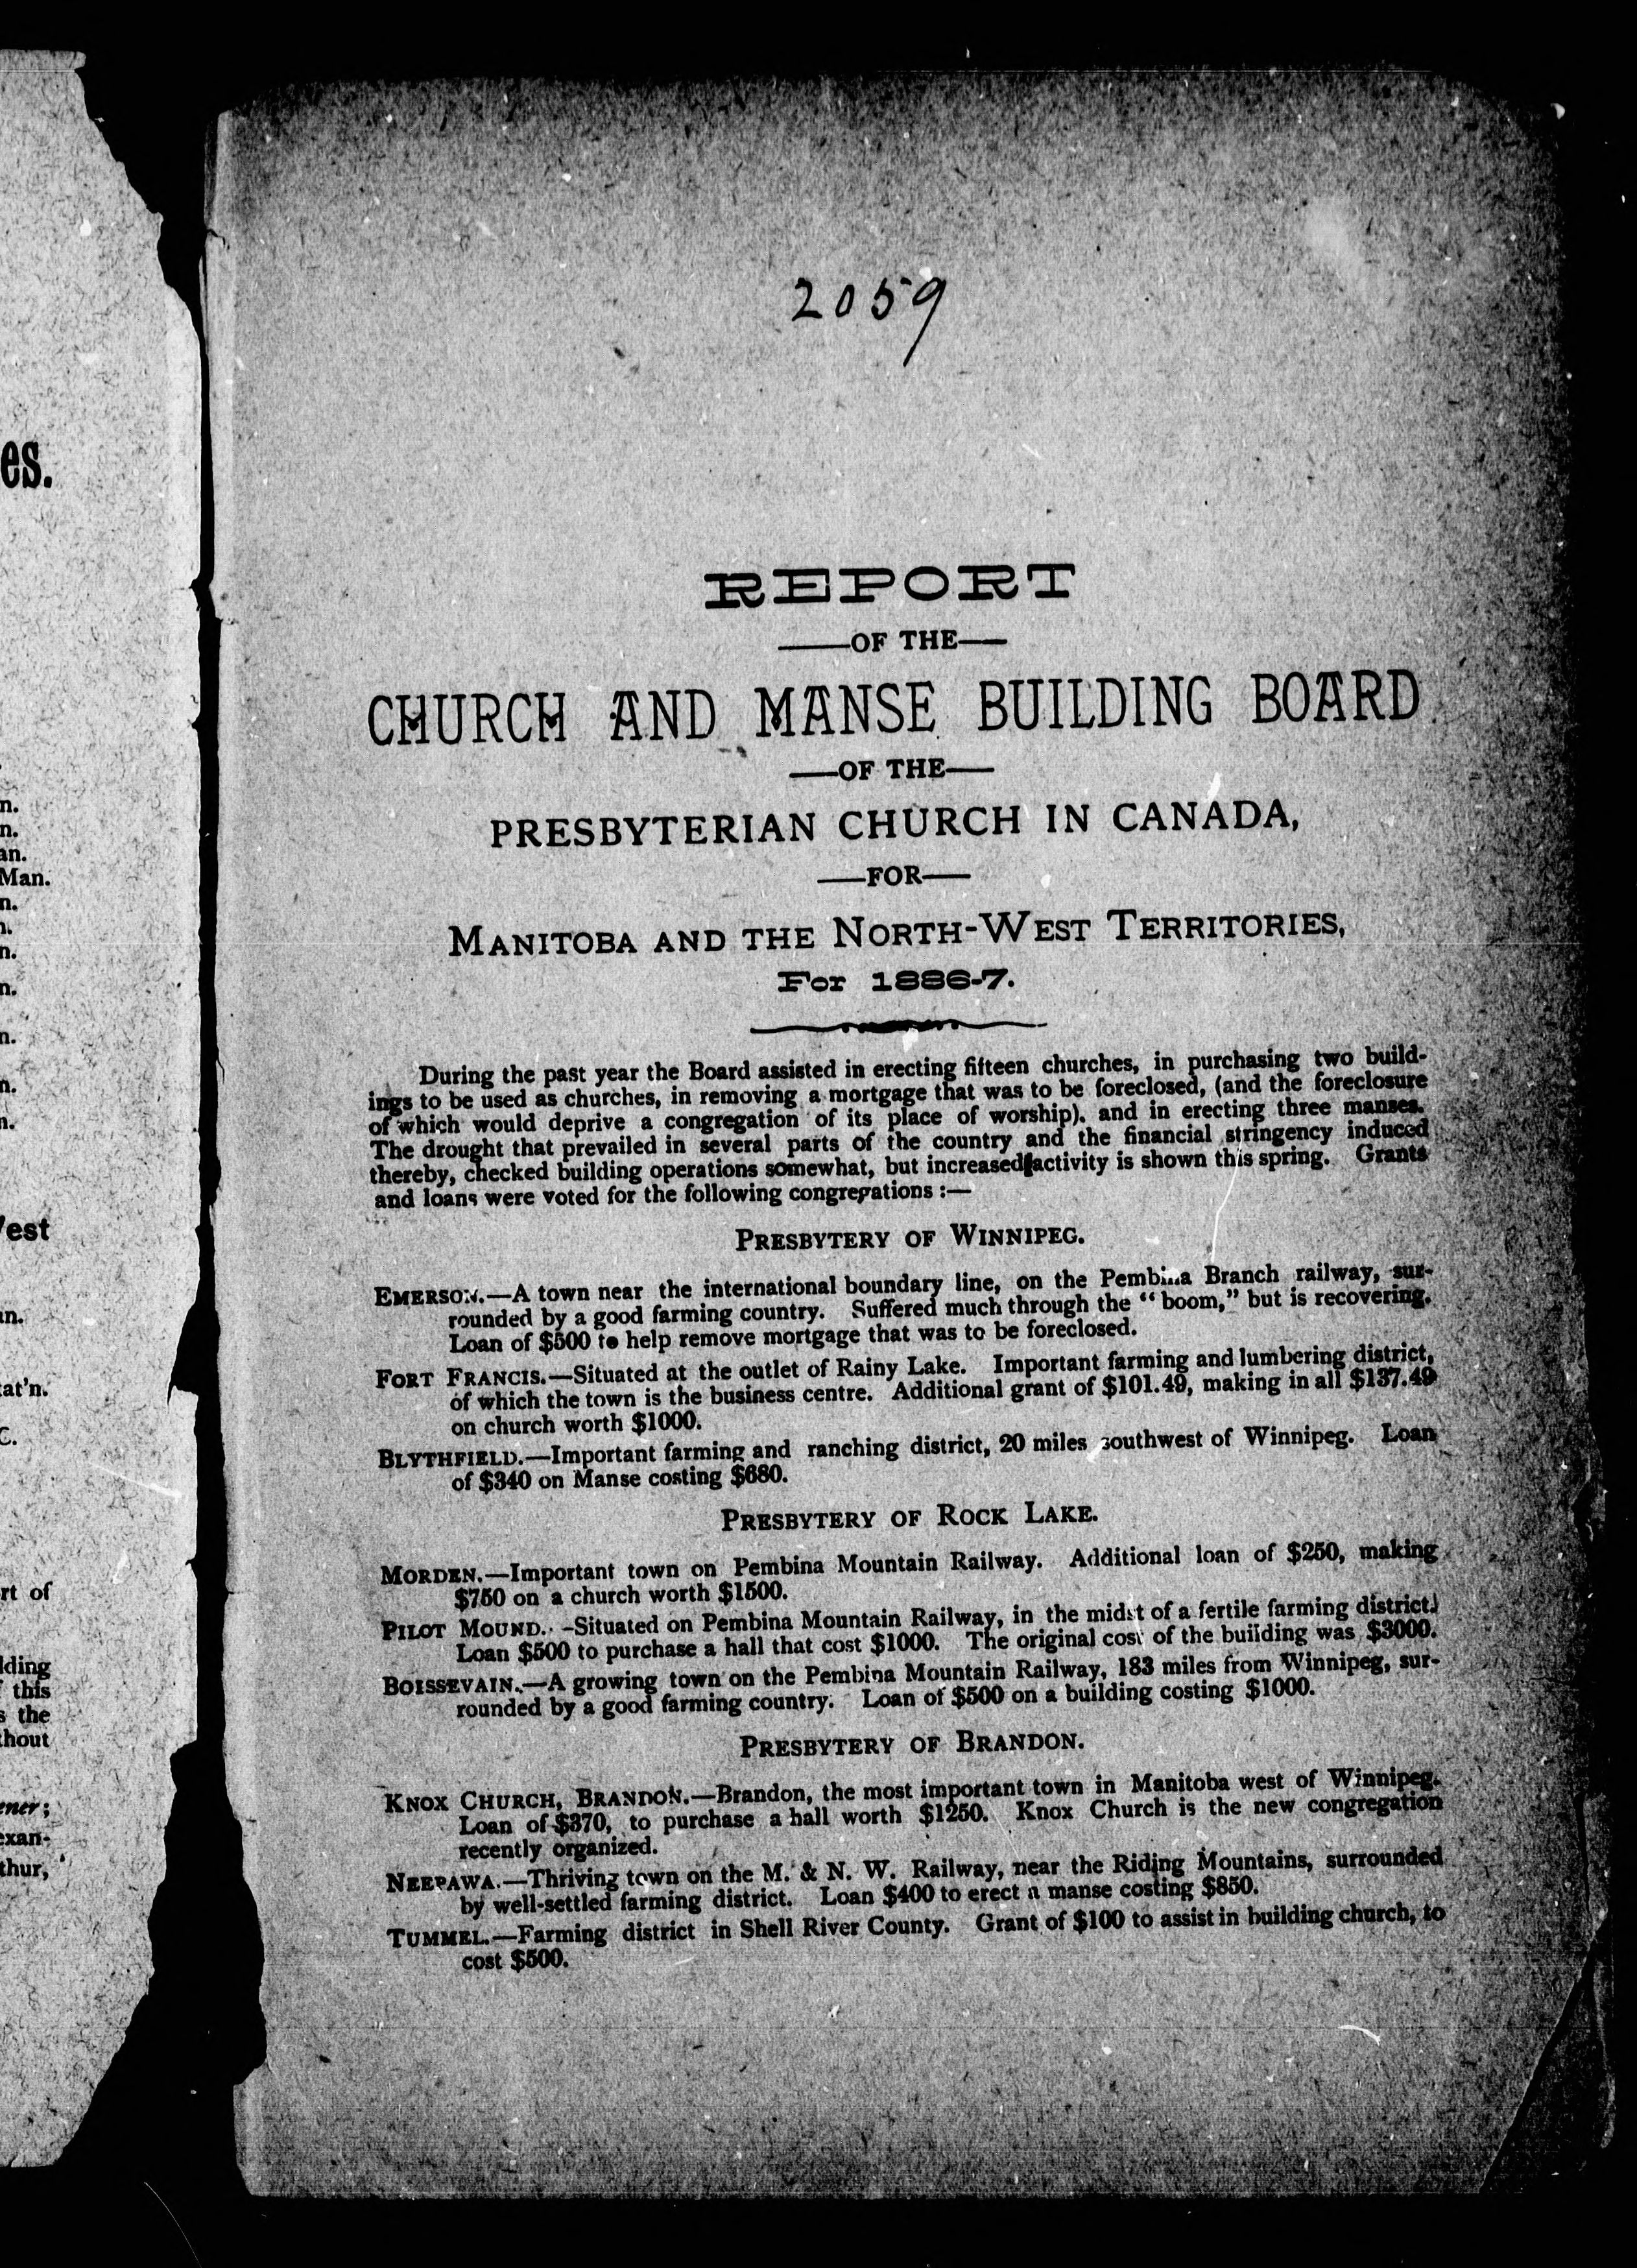 es.
n.
n.
an.
Man.
n.
n.
n.
n.
n.
n.
n.
est
an.
tat'n.
C.
rt of
lding
this
s the
thout
ener;
exan-
thur,
2059
REPORT
——OF THE——
CHURCH AND MANSE BUILDING BOARD
——OF THE——
PRESBYTERIAN CHURCH IN CANADA,
——FOR——
MANITOBA AND THE NORTH-WEST TERRITORIES,
For 1886-7.
During the past year the Board assisted in erecting fifteen churches, in purchasing two build-
ings to be used as churches, in removing a mortgage that was to be foreclosed, (and the foreclosure
of which would deprive a congregation of its place of worship). and in erecting three manses.
The drought that prevailed in several parts of the country and the financial stringency induced
thereby, checked building operations somewhat, but increased activity is shown this spring. Grants
and loans were voted for the following congregations :—
PRESBYTERY OF WINNIPEG.
EMERSON.—A town near the international boundary line, on the Pembina Branch railway, sur-
rounded by a good farming country. Suffered much through the “boom,” but is recovering.
Loan of $500 to help remove mortgage that was to be foreclosed.
FORT FRANCIS.—Situated at the outlet of Rainy Lake. Important farming and lumbering district,
of which the town is the business centre. Additional grant of $101.49, making in all $137.49
on church worth $1000.
BLYTHFIELD.—Important farming and ranching district, 20 miles southwest of Winnipeg. Loan
of $340 on Manse costing $680.
PRESBYTERY OF ROCK LAKE.
MORDEN.—Important town on Pembina Mountain Railway. Additional loan of $250, making
$750 on a church worth $1500.
PILOT MOUND.—Situated on Pembina Mountain Railway, in the midst of a fertile farming district.
Loan $500 to purchase a hall that cost $1000. The original cost of the building was $3000.
BOISSEVAIN.—A growing town on the Pembina Mountain Railway, 183 miles from Winnipeg, sur-
rounded by a good farming country. Loan of $500 on a building costing $1000.
PRESBYTERY OF BRANDON.
KNOX CHURCH, BRANDON.—Brandon, the most important town in Manitoba west of Winnipeg.
Loan of $370, to purchase a hall worth $1250. Knox Church is the new congregation
recently organized.
NEEPAWA.—Thriving town on the M. & N. W. Railway, near the Riding Mountains, surrounded
by well-settled farming district. Loan $400 to erect a manse costing $850.
TUMMEL.—Farming district in Shell River County. Grant of $100 to assist in building church, to
cost $500.